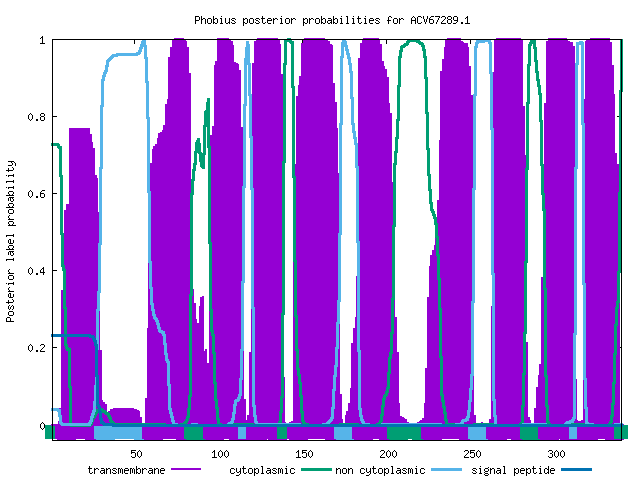 Phobius posterior probabilities for ACV67289.1
1
0.8
0.6
0.4
0.2
0
Posterior label probability
50
100
150
200
250
300
transmembrane
cytoplasmic
non cytoplasmic
signal peptide